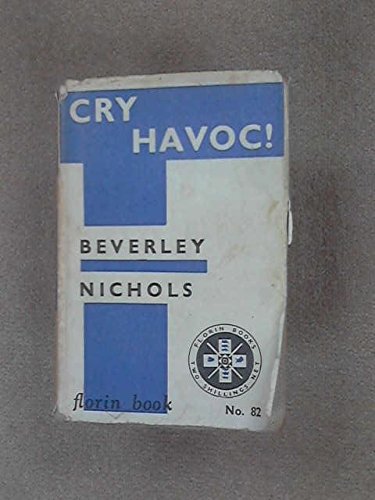 CRY
HAVOC!
BEVERLEY
NICHOLS
FLORIN BOOKS
TWO SHILLINGS NET
florin book
No. 82